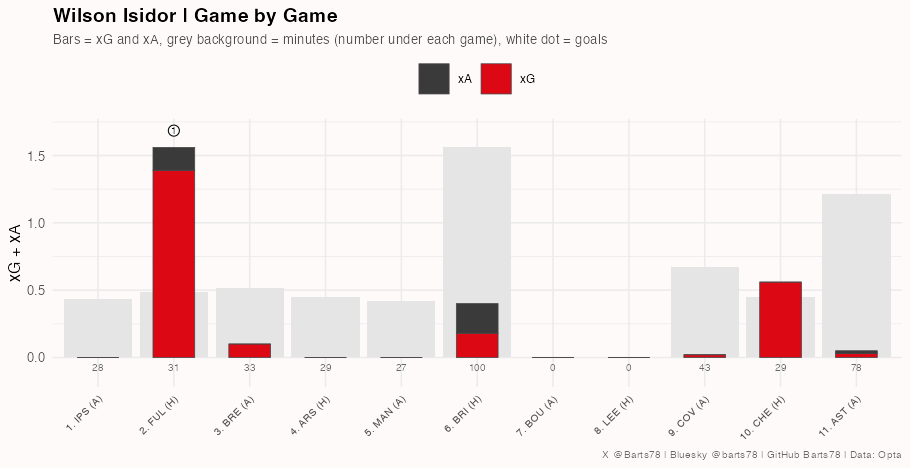 Wilson Isidor | Game by Game
Bars = xG and xA, grey background = minutes (number under each game), white dot = goals
xA xG
1
xG + xA
1.5
1.0
0.5
0.0
28 31 33 29 27 100 0 0 43 29 78
1. IPS (A) 2. FUL (H) 3. BRE (A) 4. ARS (H) 5. MAN (A) 6. BRI (H) 7. BOU (A) 8. LEE (H) 9. COV (A) 10. CHE (H) 11. AST (A)
X @Barts78 | Bluesky @barts78 | GitHub Barts78 | Data: Opta